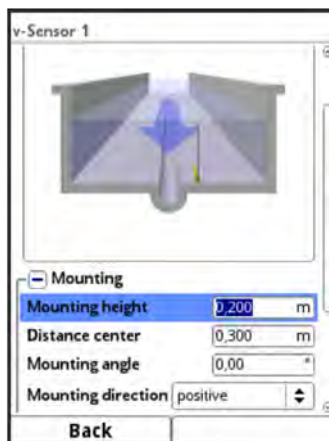 v-Sensor 1
Mounting
Mounting height 0,200 m
Distance center 0,300 m
Mounting angle 0,00 °
Mounting direction positive
Back